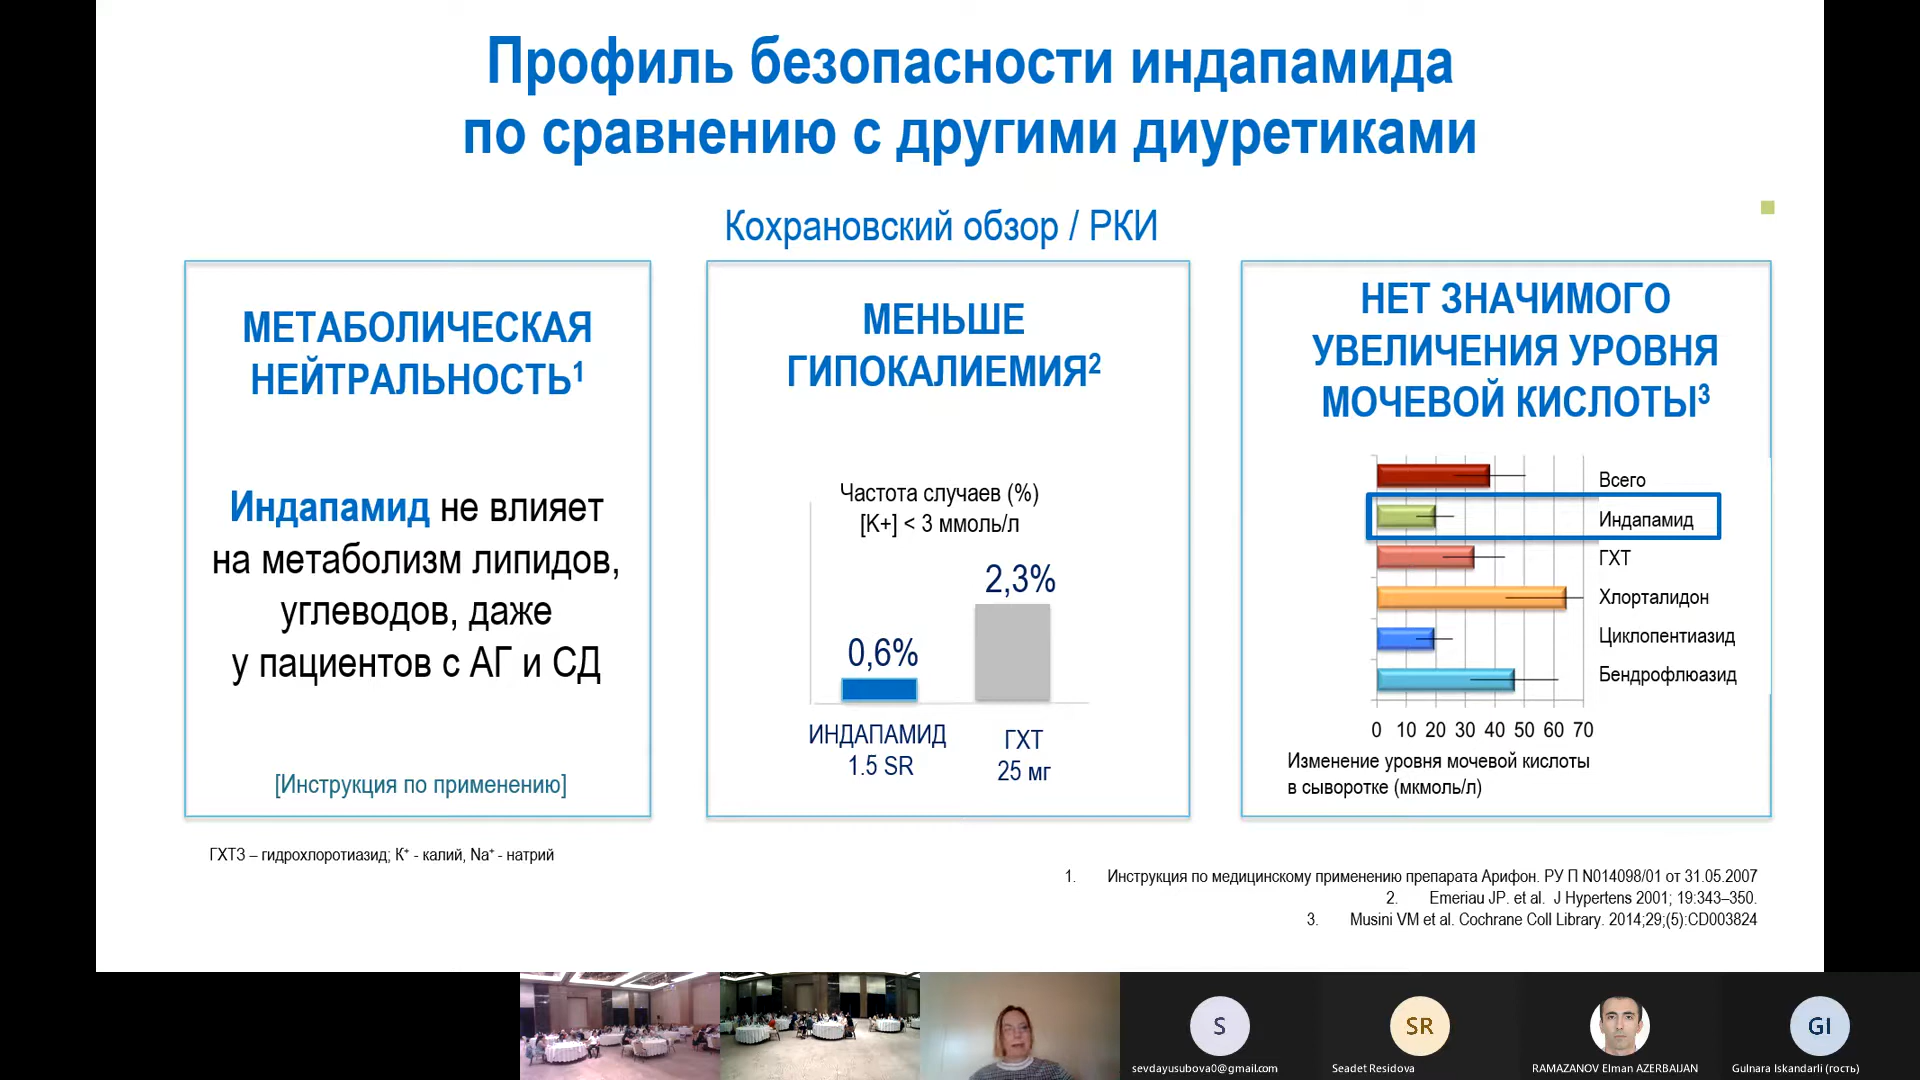 Профиль безопасности индапамида
по сравнению с другими диуретиками
Кохрановский обзор / РКИ
МЕТАБОЛИЧЕСКАЯ
НЕЙТРАЛЬНОСТЬ¹
Индапамид не влияет
на метаболизм липидов,
углеводов, даже
у пациентов с АГ и СД
[Инструкция по применению]
МЕНЬШЕ
ГИПОКАЛИЕМИЯ²
Частота случаев (%)
[K+] < 3 ммоль/л
2,3%
0,6%
ИНДАПАМИД
1.5 SR
ГХТ
25 мг
НЕТ ЗНАЧИМОГО
УВЕЛИЧЕНИЯ УРОВНЯ
МОЧЕВОЙ КИСЛОТЫ³
Всего
Индапамид
ГХТ
Хлорталидон
Циклопентиазид
Бендрофлюазид
0 10 20 30 40 50 60 70
Изменение уровня мочевой кислоты
в сыворотке (мкмоль/л)
ГХТЗ – гидрохлоротиазид; К⁺ - калий, Na⁺ - натрий
1. Инструкция по медицинскому применению препарата Арифон. РУ П N014098/01 от 31.05.2007
2. Emeriau JP. et al. J Hypertens 2001; 19:343–350.
3. Musini VM et al. Cochrane Coll Library. 2014;29;(5):CD003824
S
SR
GI
sevdayusubova0@gmail.com
Seadet Residova
RAMAZANOV Elman AZERBAIJAN
Gulnara Iskandarli (гость)